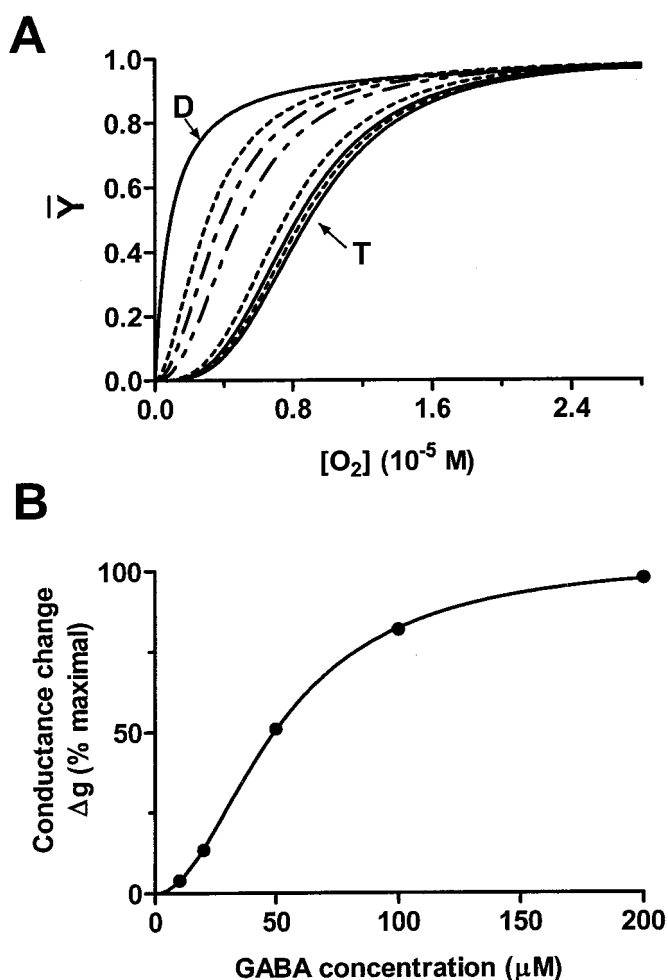 A
1.0
0.8
0.6
0.4
0.2
0.0
Y̅
D
T
0.0
0.8
1.6
2.4
[O₂] (10⁻⁵ M)
B
100
50
0
Conductance change
Δg (% maximal)
0
50
100
150
200
GABA concentration (μM)